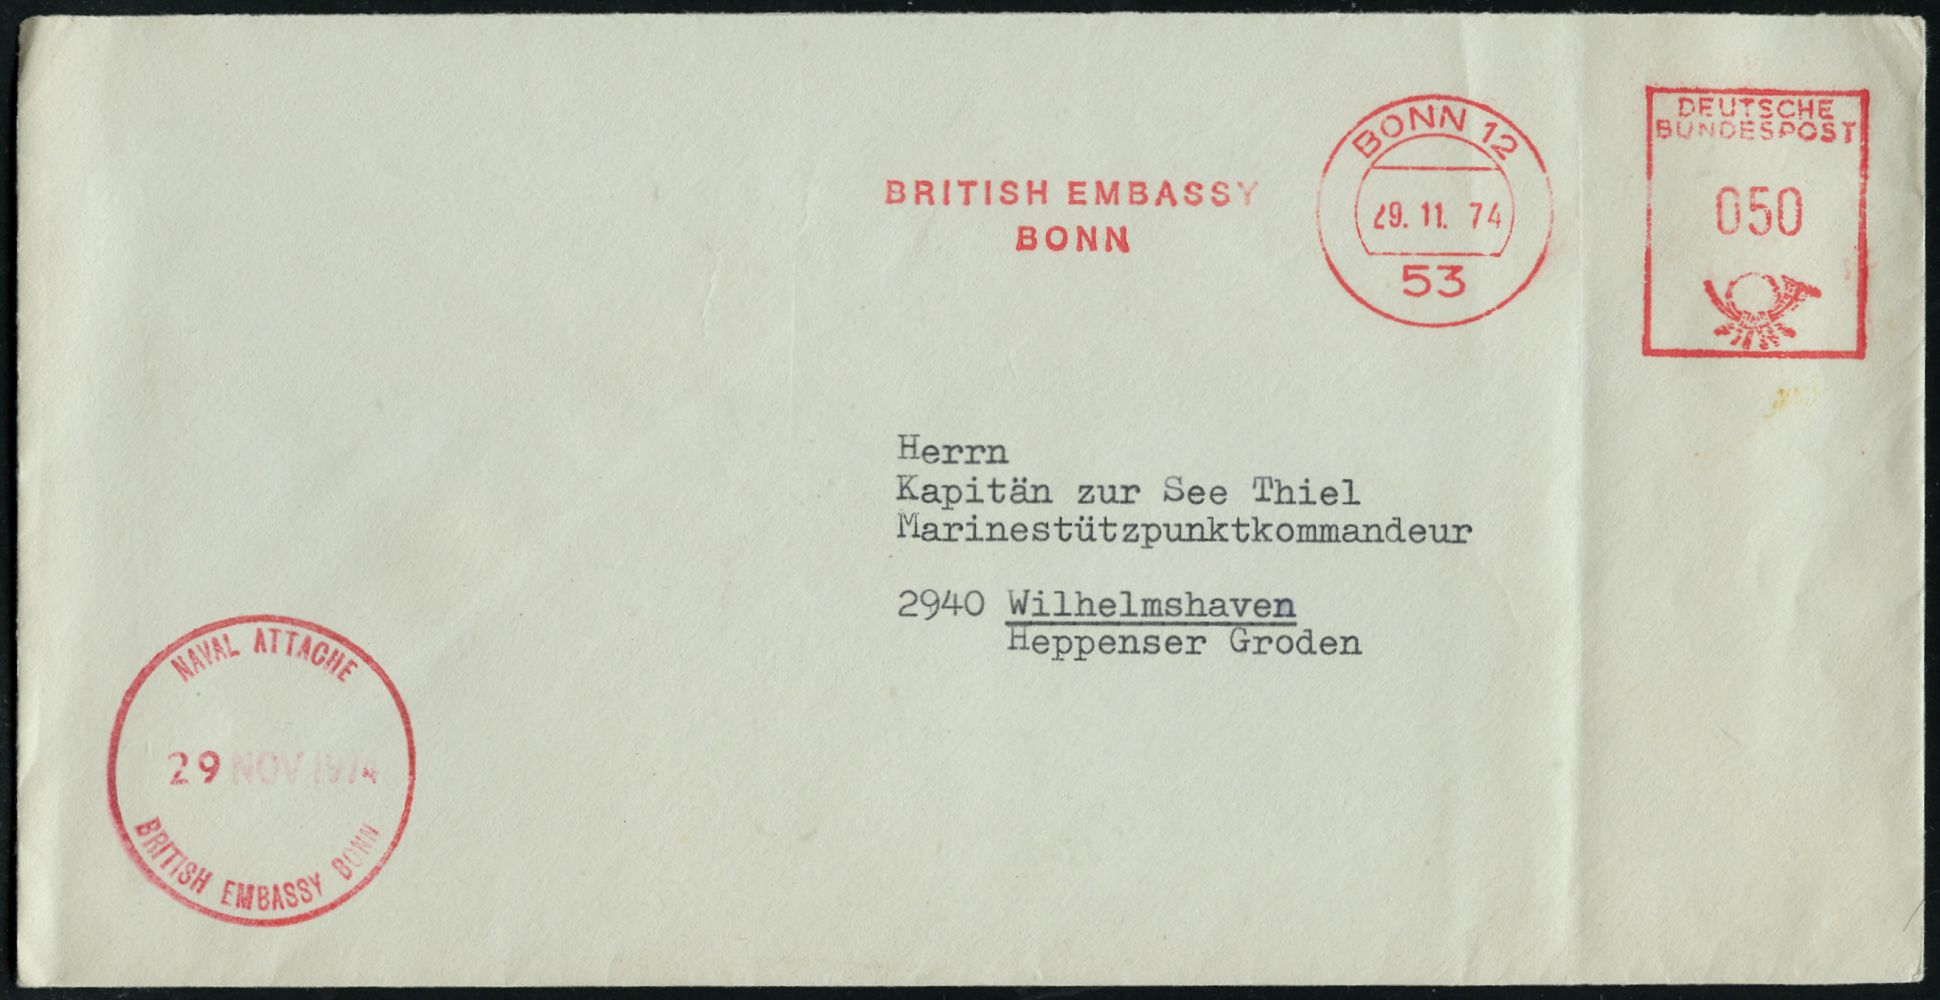 BRITISH EMBASSY
BONN
BONN 12
29. 11. 74
53
DEUTSCHE
BUNDESPOST
050
Herrn
Kapitän zur See Thiel
Marinestützpunktkommandeur
2940 Wilhelmshaven
Heppenser Groden
NAVAL ATTACHE
29 NOV 1974
BRITISH EMBASSY BONN